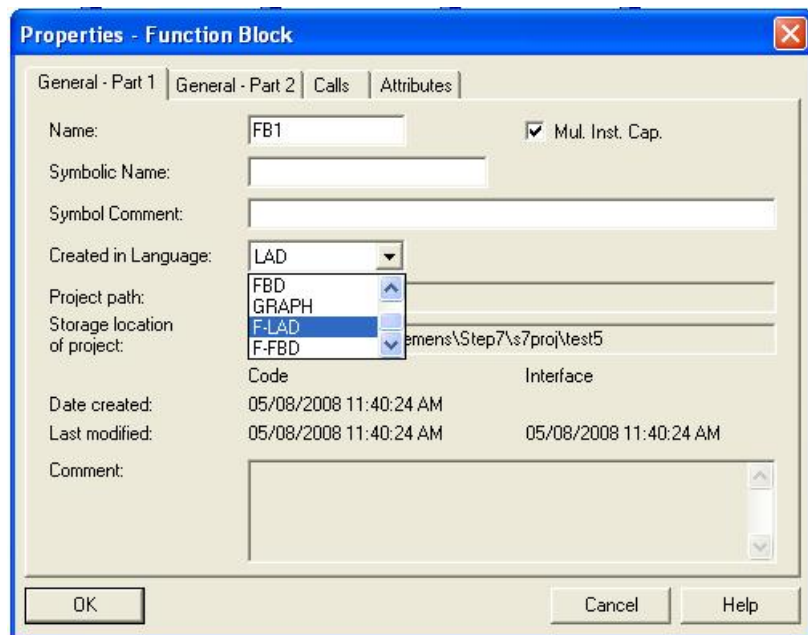 Properties - Function Block
General - Part 1 General - Part 2 Calls Attributes
Name: FB1 Mul. Inst. Cap.
Symbolic Name:
Symbol Comment:
Created in Language: LAD
FBD
Project path:
GRAPH
Storage location
of project:
F-LAD
F-FBD
emens\Step7\s7proj\test5
Code Interface
Date created: 05/08/2008 11:40:24 AM
Last modified: 05/08/2008 11:40:24 AM 05/08/2008 11:40:24 AM
Comment:
OK Cancel Help